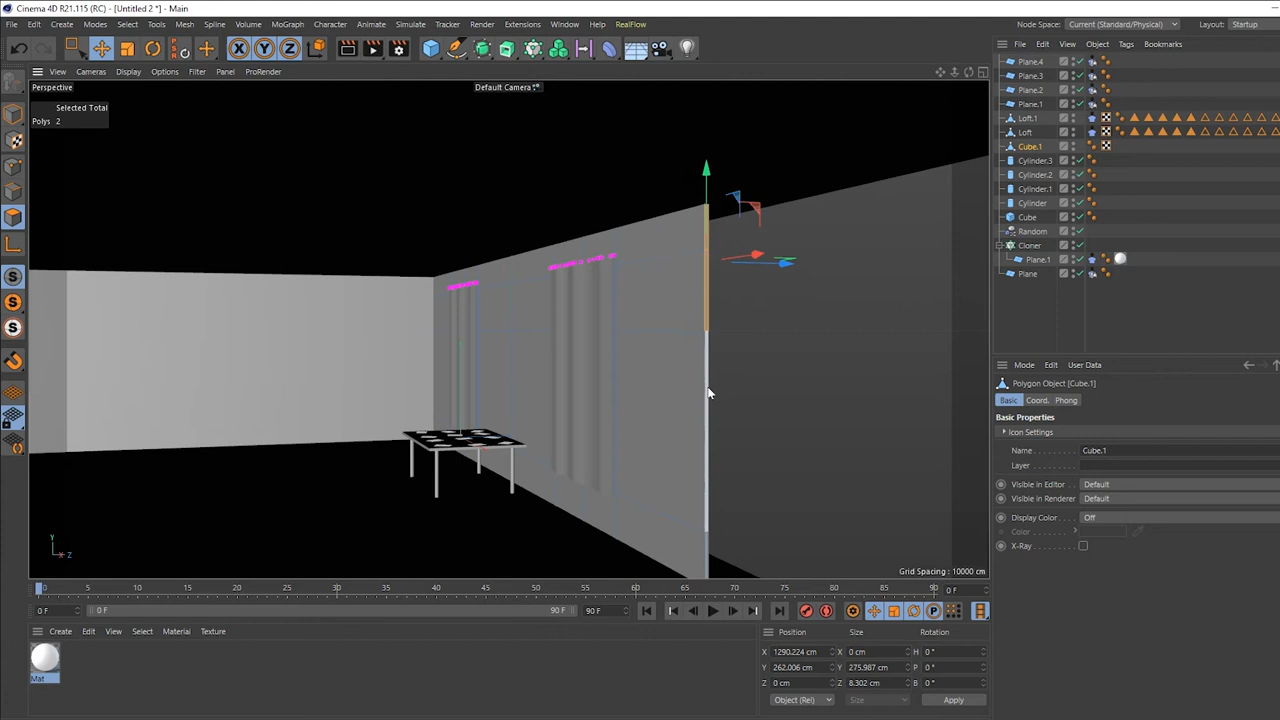 Cinema 4D R21.115 (RC) - [Untitled 2 *] - Main
File Edit Create Modes Select Tools Mesh Spline Volume MoGraph Character Animate Simulate Tracker Render Extensions Window Help RealFlow Node Space: Current (Standard/Physical) Layout: Startup
X Y Z
File Edit View Object Tags Bookmarks
View Cameras Display Options Filter Panel ProRender
Perspective
Default Camera
Selected Total
Polys 2
Plane.4
Plane.3
Plane.2
Plane.1
Loft.1
Loft
Cube.1
Cylinder.3
Cylinder.2
Cylinder.1
Cylinder
Cube
Random
Cloner
Plane.1
Plane
S
S
S
Mode Edit User Data
Polygon Object [Cube.1]
Basic Coord. Phong
Basic Properties
Icon Settings
Name Cube.1
Layer
Visible in Editor Default
Visible in Renderer Default
Display Color Off
Color
X-Ray
Y
X Z
Grid Spacing : 10000 cm
0 5 10 15 20 25 30 35 40 45 50 55 60 65 70 75 80 85 90 0 F
0 F 0 F 90 F 90 F P
Create Edit View Select Material Texture
Mat
Position Size Rotation
X 1290.224 cm X 0 cm H 0 °
Y 262.006 cm Y 275.987 cm P 0 °
Z 0 cm Z 8.302 cm B 0 °
Object (Rel) Size Apply